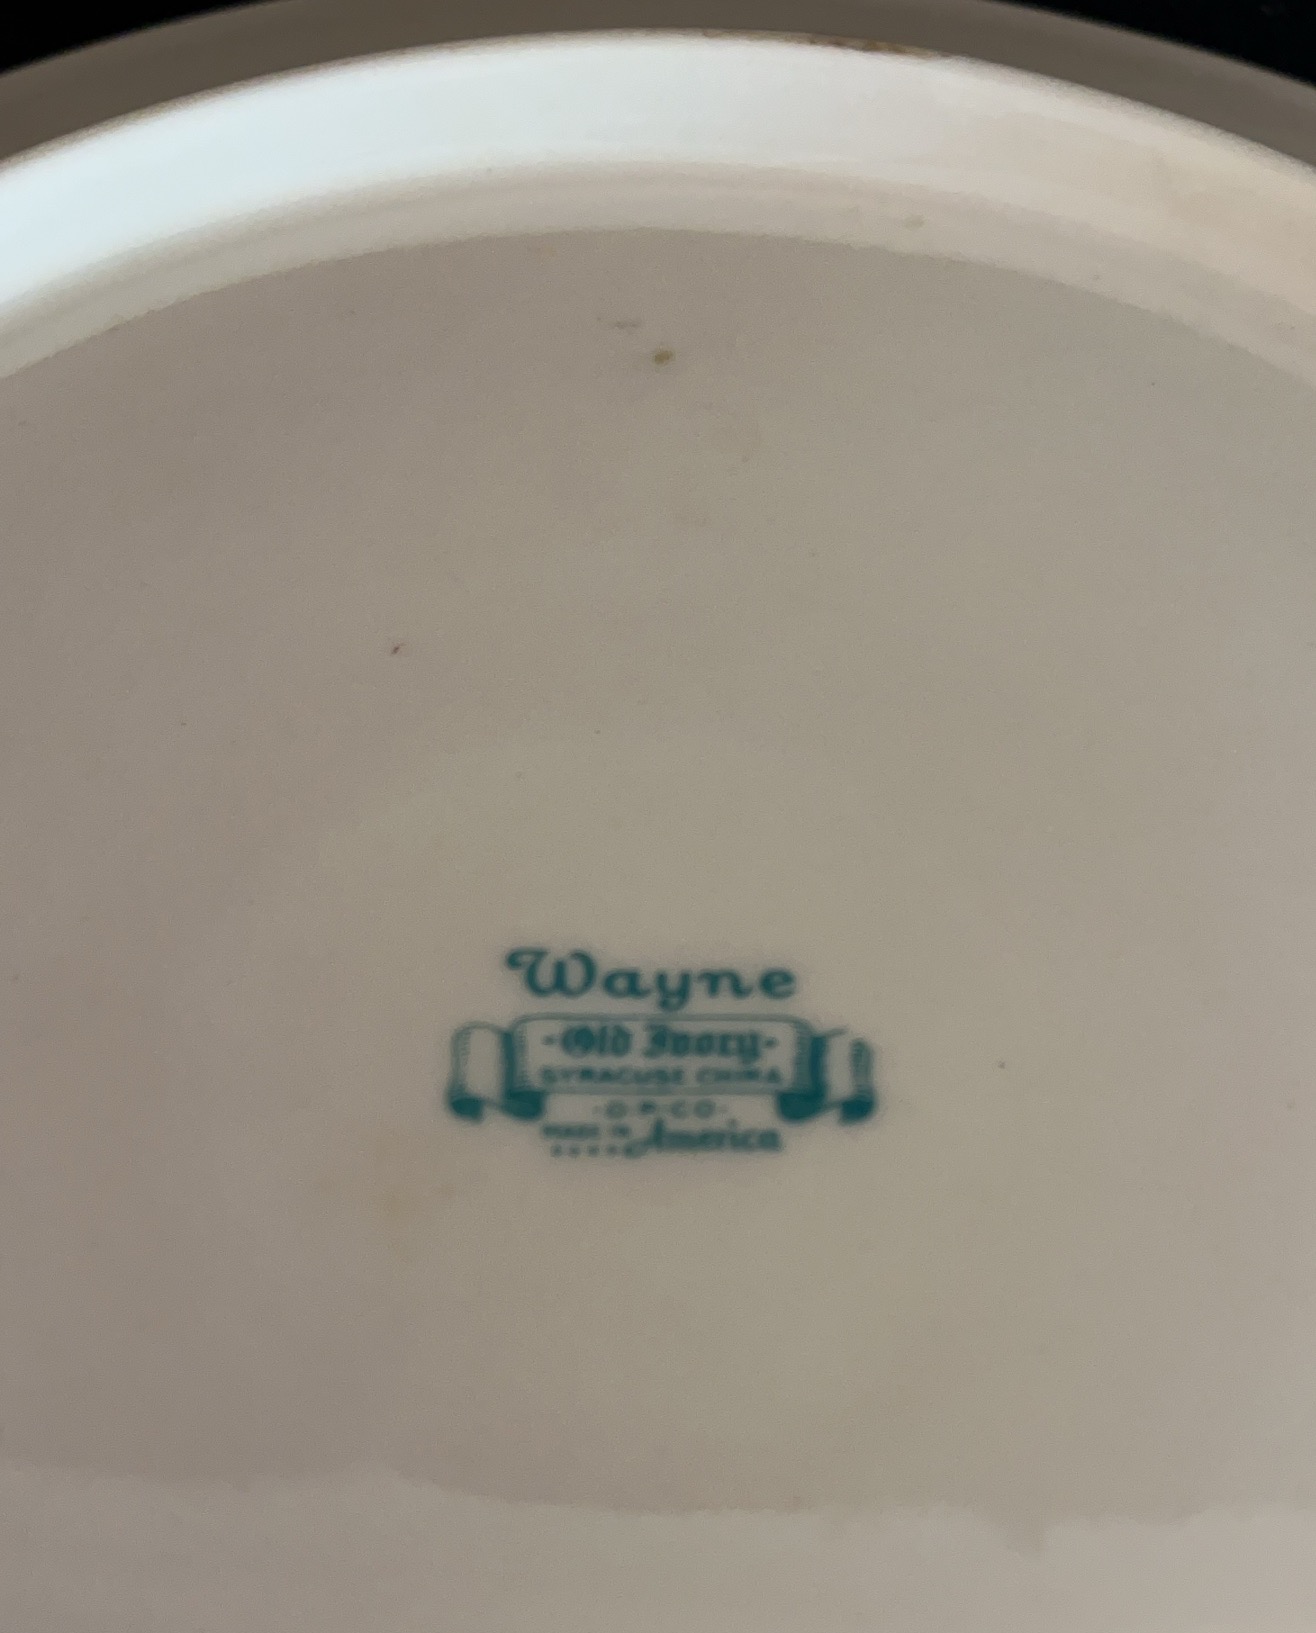 Wayne
-Old Ivory-
SYRACUSE CHINA
·O·P·CO·
MADE IN America